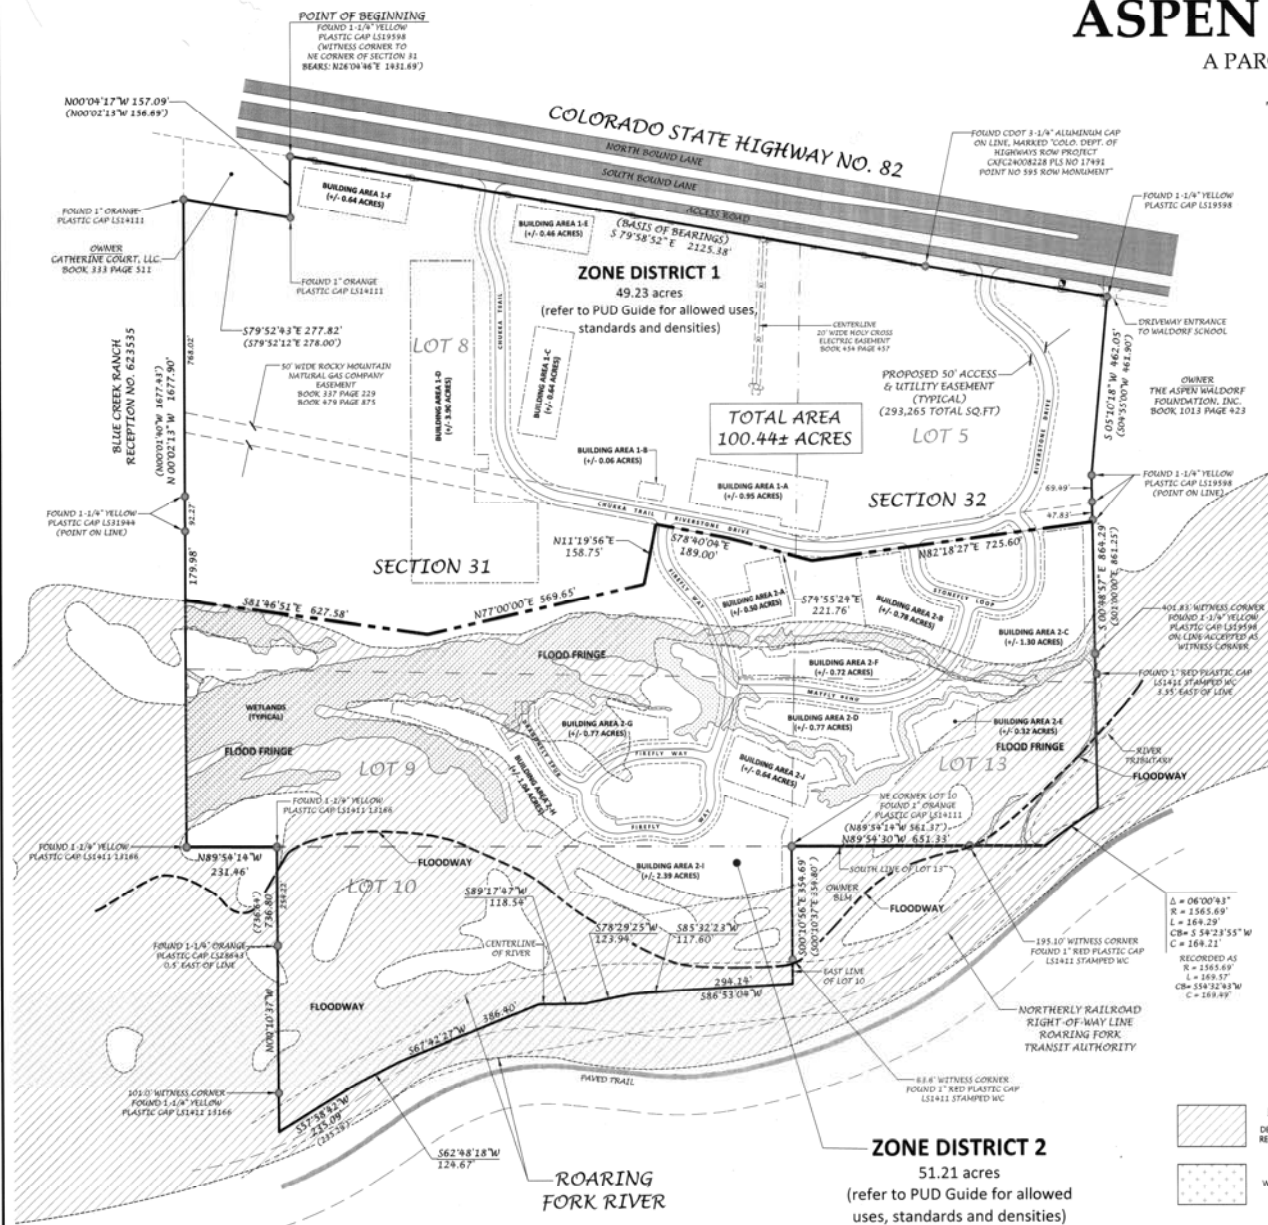 ASPEN
A PARC
POINT OF BEGINNING
FOUND 1-1/4" YELLOW
PLASTIC CAP LS19598
(WITNESS CORNER TO
NE CORNER OF SECTION 31
BEARS: N26°04'46"E 1431.69')
N00°04'17"W 157.09'
(N00°02'13"W 156.69')
COLORADO STATE HIGHWAY NO. 82
NORTH BOUND LANE
SOUTH BOUND LANE
ACCESS ROAD
FOUND CDOT 3-1/4" ALUMINUM CAP
ON LINE, MARKED "COLO. DEPT. OF
HIGHWAYS ROW PROJECT
CXFC24008228 PLS NO 17491
POINT NO 595 ROW MONUMENT"
FOUND 1-1/4" YELLOW
PLASTIC CAP LS19598
BUILDING AREA 1-F
(+/- 0.64 ACRES)
BUILDING AREA 1-E
(+/- 0.46 ACRES)
(BASIS OF BEARINGS)
S 79°58'52" E 2125.38'
FOUND 1" ORANGE
PLASTIC CAP LS14111
OWNER
CATHERINE COURT, LLC.
BOOK 333 PAGE 511
FOUND 1" ORANGE
PLASTIC CAP LS14111
ZONE DISTRICT 1
49.23 acres
(refer to PUD Guide for allowed uses,
standards and densities)
S79°52'43"E 277.82'
(S79°52'12"E 278.00')
CHUKKA TRAIL
CENTERLINE
20' WIDE HOLY CROSS
ELECTRIC EASEMENT
BOOK 454 PAGE 457
DRIVEWAY ENTRANCE
TO WALDORF SCHOOL
BLUE CREEK RANCH
RECEPTION NO. 623535
(N00°01'40"W 1677.43')
N 00°02'13" W 1677.90'
768.02'
LOT 8
50' WIDE ROCKY MOUNTAIN
NATURAL GAS COMPANY
EASEMENT
BOOK 337 PAGE 229
BOOK 479 PAGE 875
BUILDING AREA 1-D
(+/- 3.96 ACRES)
BUILDING AREA 1-C
(+/- 0.64 ACRES)
PROPOSED 50' ACCESS
& UTILITY EASEMENT
(TYPICAL)
(293,265 TOTAL SQ.FT)
RIVERSTONE DRIVE
S 05°10'18" W 462.05'
(S04°55'00"W 461.90')
OWNER
THE ASPEN WALDORF
FOUNDATION, INC.
BOOK 1013 PAGE 423
TOTAL AREA
100.44± ACRES
LOT 5
BUILDING AREA 1-B
(+/- 0.06 ACRES)
BUILDING AREA 1-A
(+/- 0.95 ACRES)
SECTION 32
69.49'
47.83'
FOUND 1-1/4" YELLOW
PLASTIC CAP LS19598
(POINT ON LINE)
FOUND 1-1/4" YELLOW
PLASTIC CAP LS31944
(POINT ON LINE)
92.27'
179.98'
CHUKKA TRAIL
RIVERSTONE DRIVE
SECTION 31
N11°19'56"E
158.75'
S78°40'04"E
189.00'
N82°18'27"E 725.60'
S81°46'51"E 627.58'
N77°00'00"E 569.65'
FIREFLY WAY
BUILDING AREA 2-A
(+/- 0.50 ACRES)
S74°55'24"E
221.76'
BUILDING AREA 2-B
(+/- 0.78 ACRES)
STONEFLY LOOP
BUILDING AREA 2-C
(+/- 1.30 ACRES)
S 00°48'57" E 864.29'
(S01°00'00"E 861.25')
401.83' WITNESS CORNER
FOUND 1-1/4" YELLOW
PLASTIC CAP LS19598
ON LINE ACCEPTED AS
WITNESS CORNER
FLOOD FRINGE
BUILDING AREA 2-F
(+/- 0.72 ACRES)
MAYFLY BEND
FOUND 1" RED PLASTIC CAP
LS1411 STAMPED WC
3.55' EAST OF LINE
WETLANDS
(TYPICAL)
FLOOD FRINGE
LOT 9
BUILDING AREA 2-G
(+/- 0.77 ACRES)
BUILDING AREA 2-D
(+/- 0.77 ACRES)
BUILDING AREA 2-E
(+/- 0.32 ACRES)
FLOOD FRINGE
RIVER
TRIBUTARY
FLOODWAY
BUILDING AREA 2-H
(+/- 1.04 ACRES)
FIREFLY WAY
BUILDING AREA 2-J
(+/- 0.64 ACRES)
LOT 13
FOUND 1-1/4" YELLOW
PLASTIC CAP LS1411 13166
FIREFLY WAY
NE CORNER LOT 10
FOUND 1" ORANGE
PLASTIC CAP LS14111
(N89°54'14"W 561.37')
N89°54'30"W 651.33'
FOUND 1-1/4" YELLOW
PLASTIC CAP LS1411 13166
N89°54'14"W
231.46'
FLOODWAY
LOT 10
BUILDING AREA 2-I
(+/- 2.39 ACRES)
SOUTH LINE OF LOT 13
OWNER
BLM
FLOODWAY
(736.64')
736.80'
254.22'
S89°17'47"W
118.54'
S78°29'25"W
123.94'
S85°32'23"W
117.60'
S00°10'56"E 354.69'
(S00°10'37"E 354.80')
Δ = 06°00'43"
R = 1565.69'
L = 164.29'
CB= S 54°23'55"W
C = 164.21'
FOUND 1-1/4" ORANGE
PLASTIC CAP LS28643
0.5' EAST OF LINE
CENTERLINE
OF RIVER
195.10' WITNESS CORNER
FOUND 1" RED PLASTIC CAP
LS1411 STAMPED WC
RECORDED AS
R = 1565.69'
L = 169.57'
CB= S54°32'43"W
C = 169.49'
EAST LINE
OF LOT 10
294.14'
S86°53'04"W
FLOODWAY
N00°10'37"W
386.40'
S67°42'27"W
NORTHERLY RAILROAD
RIGHT-OF-WAY LINE
ROARING FORK
TRANSIT AUTHORITY
PAVED TRAIL
101.0' WITNESS CORNER
FOUND 1-1/4" YELLOW
PLASTIC CAP LS1411 13166
63.6' WITNESS CORNER
FOUND 1" RED PLASTIC CAP
LS1411 STAMPED WC
S57°58'42"W
235.09'
S62°48'18"W
124.67'
ROARING
FORK RIVER
ZONE DISTRICT 2
51.21 acres
(refer to PUD Guide for allowed
uses, standards and densities)